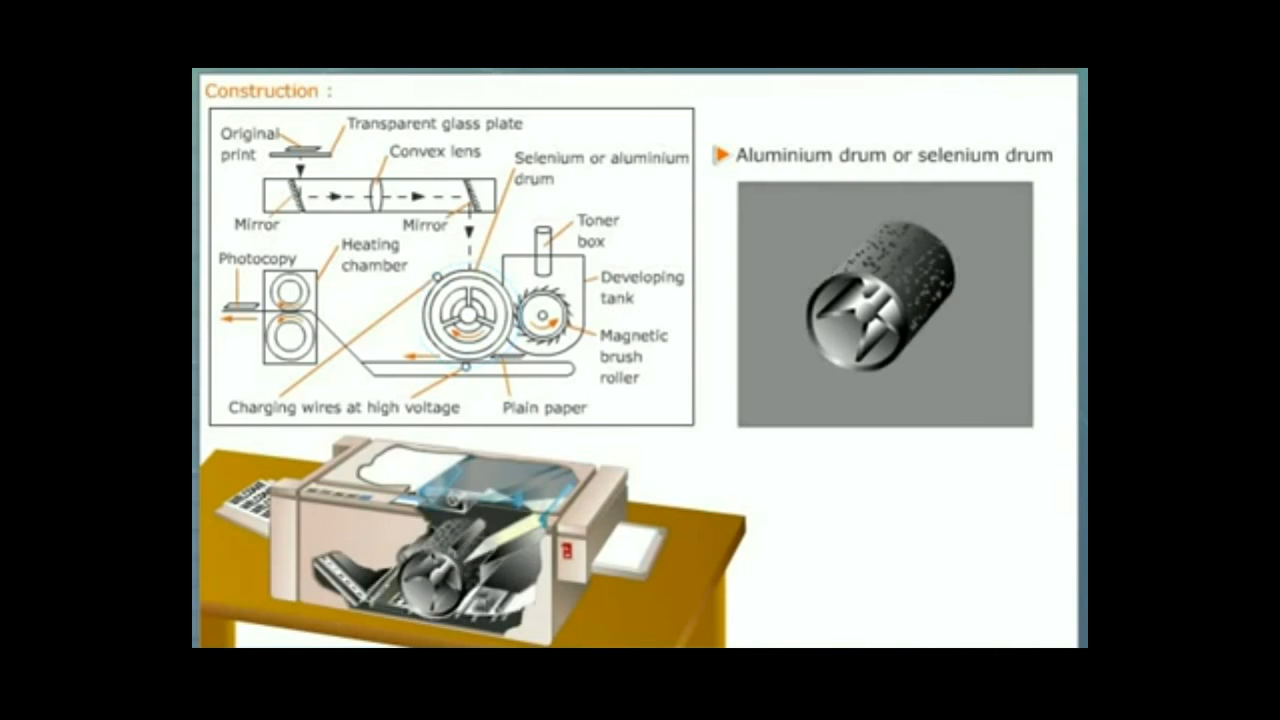 Construction :
Original
print
Transparent glass plate
Convex lens
Selenium or aluminium
drum
Mirror
Mirror
Toner
box
Photocopy
Heating
chamber
Developing
tank
Magnetic
brush
roller
Charging wires at high voltage
Plain paper
Aluminium drum or selenium drum
WELCOME